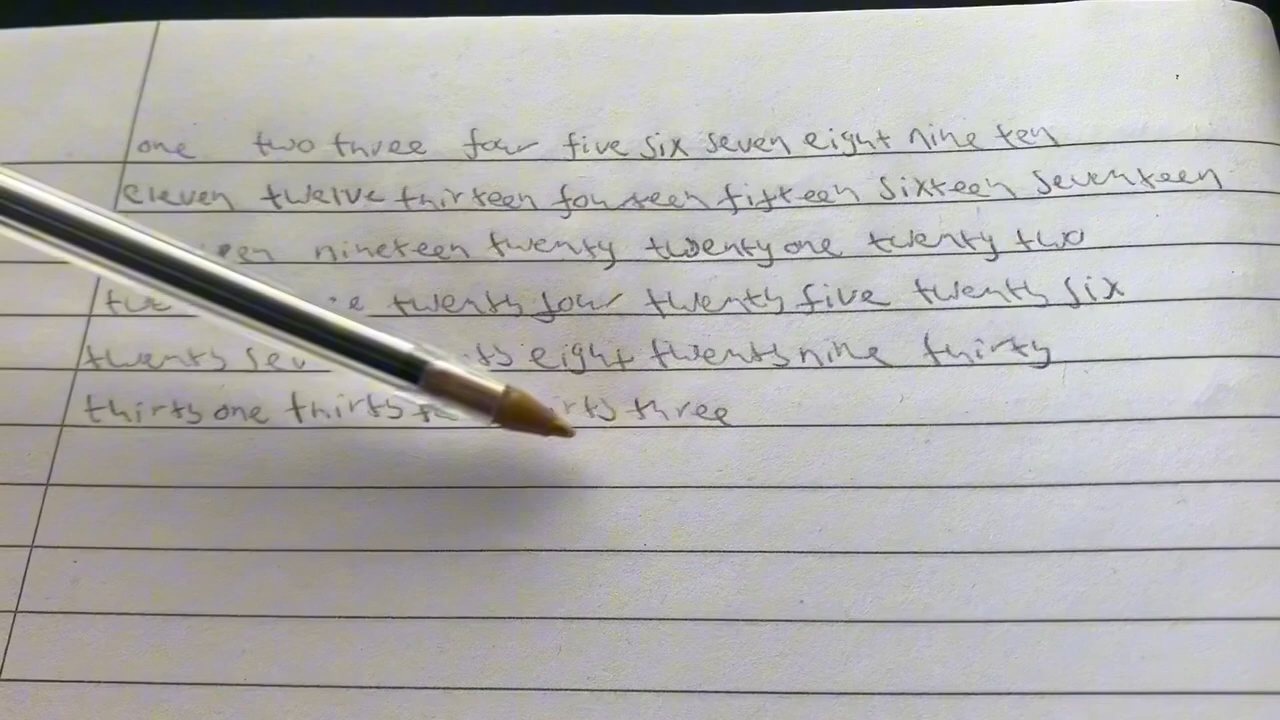 one two three four five six seven eight nine ten
eleven twelve thirteen fourteen fifteen sixteen seventeen
nineteen twenty twenty one twenty two
twenty four twenty five twenty six
twenty eight twenty nine thirty
thirty one three